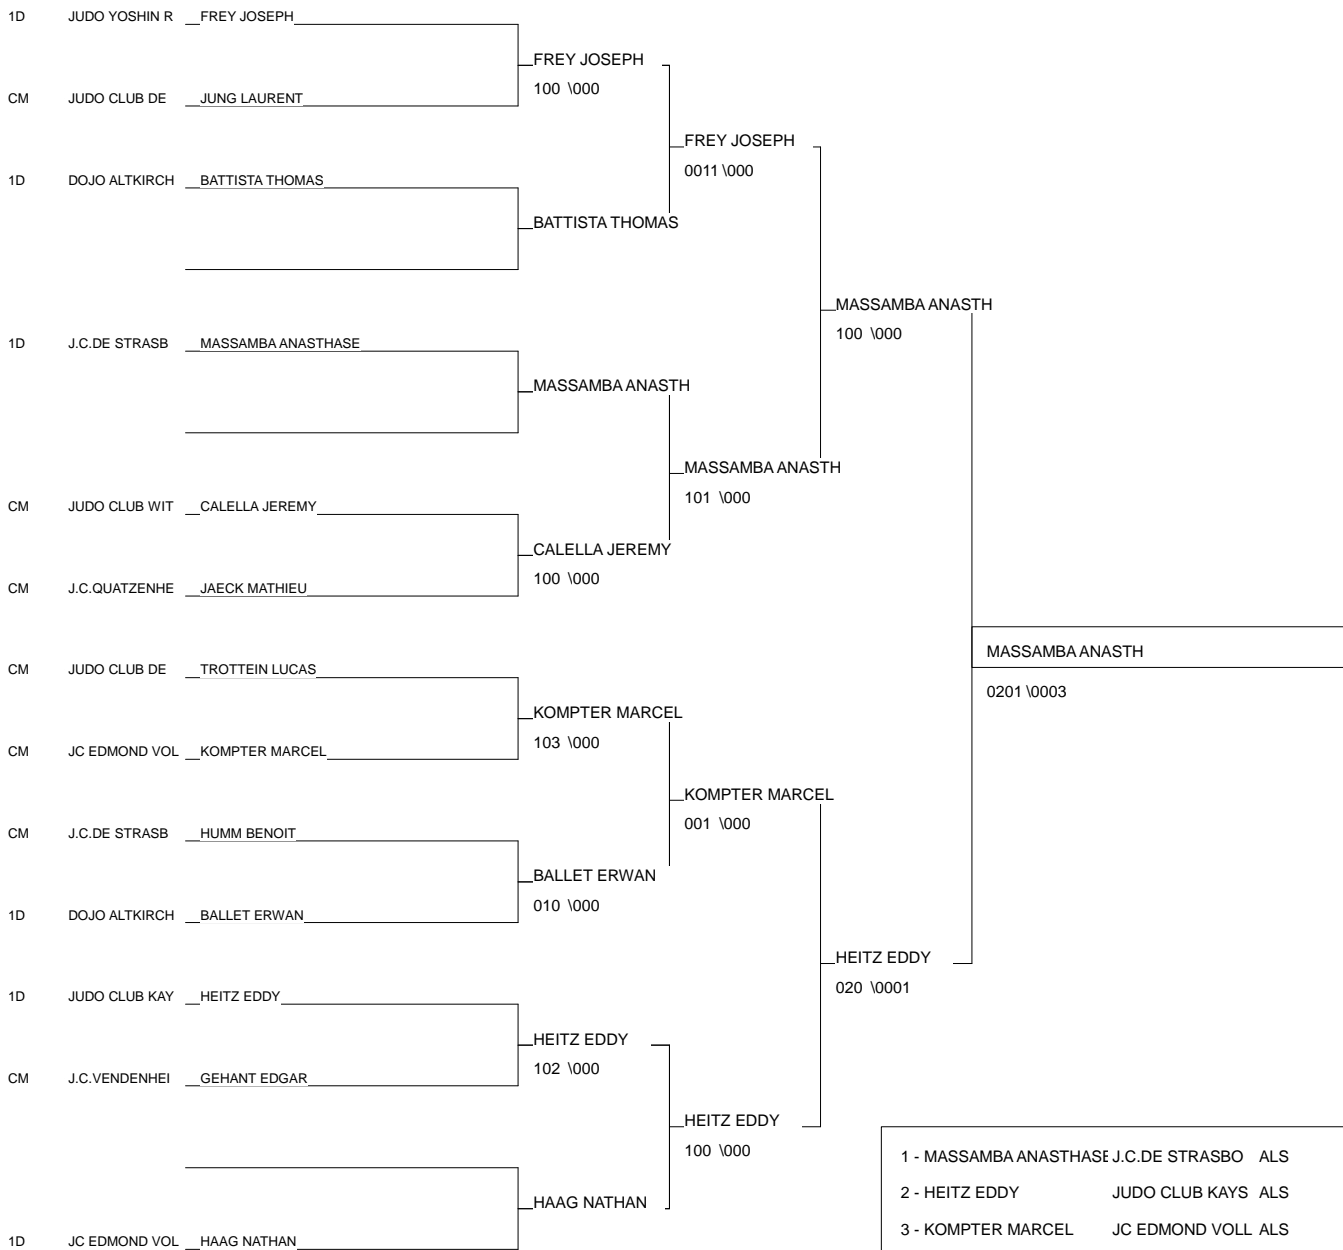 1D JUDO YOSHIN R FREY JOSEPH
FREY JOSEPH
100 \000
CM JUDO CLUB DE JUNG LAURENT
FREY JOSEPH
0011 \000
1D DOJO ALTKIRCH BATTISTA THOMAS
BATTISTA THOMAS
MASSAMBA ANASTH
100 \000
1D J.C.DE STRASB MASSAMBA ANASTHASE
MASSAMBA ANASTH
MASSAMBA ANASTH
101 \000
CM JUDO CLUB WIT CALELLA JEREMY
CALELLA JEREMY
100 \000
CM J.C.QUATZENHE JAECK MATHIEU
MASSAMBA ANASTH
0201 \0003
CM JUDO CLUB DE TROTTEIN LUCAS
KOMPTER MARCEL
103 \000
CM JC EDMOND VOL KOMPTER MARCEL
KOMPTER MARCEL
001 \000
CM J.C.DE STRASB HUMM BENOIT
BALLET ERWAN
010 \000
1D DOJO ALTKIRCH BALLET ERWAN
HEITZ EDDY
020 \0001
1D JUDO CLUB KAY HEITZ EDDY
HEITZ EDDY
102 \000
CM J.C.VENDENHEI GEHANT EDGAR
HEITZ EDDY
100 \000
HAAG NATHAN
1D JC EDMOND VOL HAAG NATHAN
1 - MASSAMBA ANASTHASE J.C.DE STRASBO ALS
2 - HEITZ EDDY JUDO CLUB KAYS ALS
3 - KOMPTER MARCEL JC EDMOND VOLL ALS